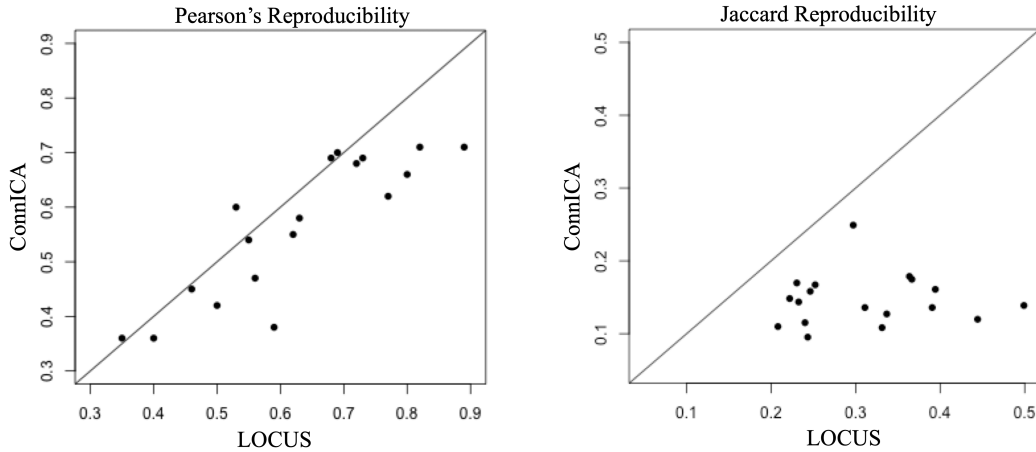 Pearson's Reproducibility
ConnICA
0.9
0.8
0.7
0.6
0.5
0.4
0.3
0.3 0.4 0.5 0.6 0.7 0.8 0.9
LOCUS
Jaccard Reproducibility
ConnICA
0.5
0.4
0.3
0.2
0.1
0.1 0.2 0.3 0.4 0.5
LOCUS